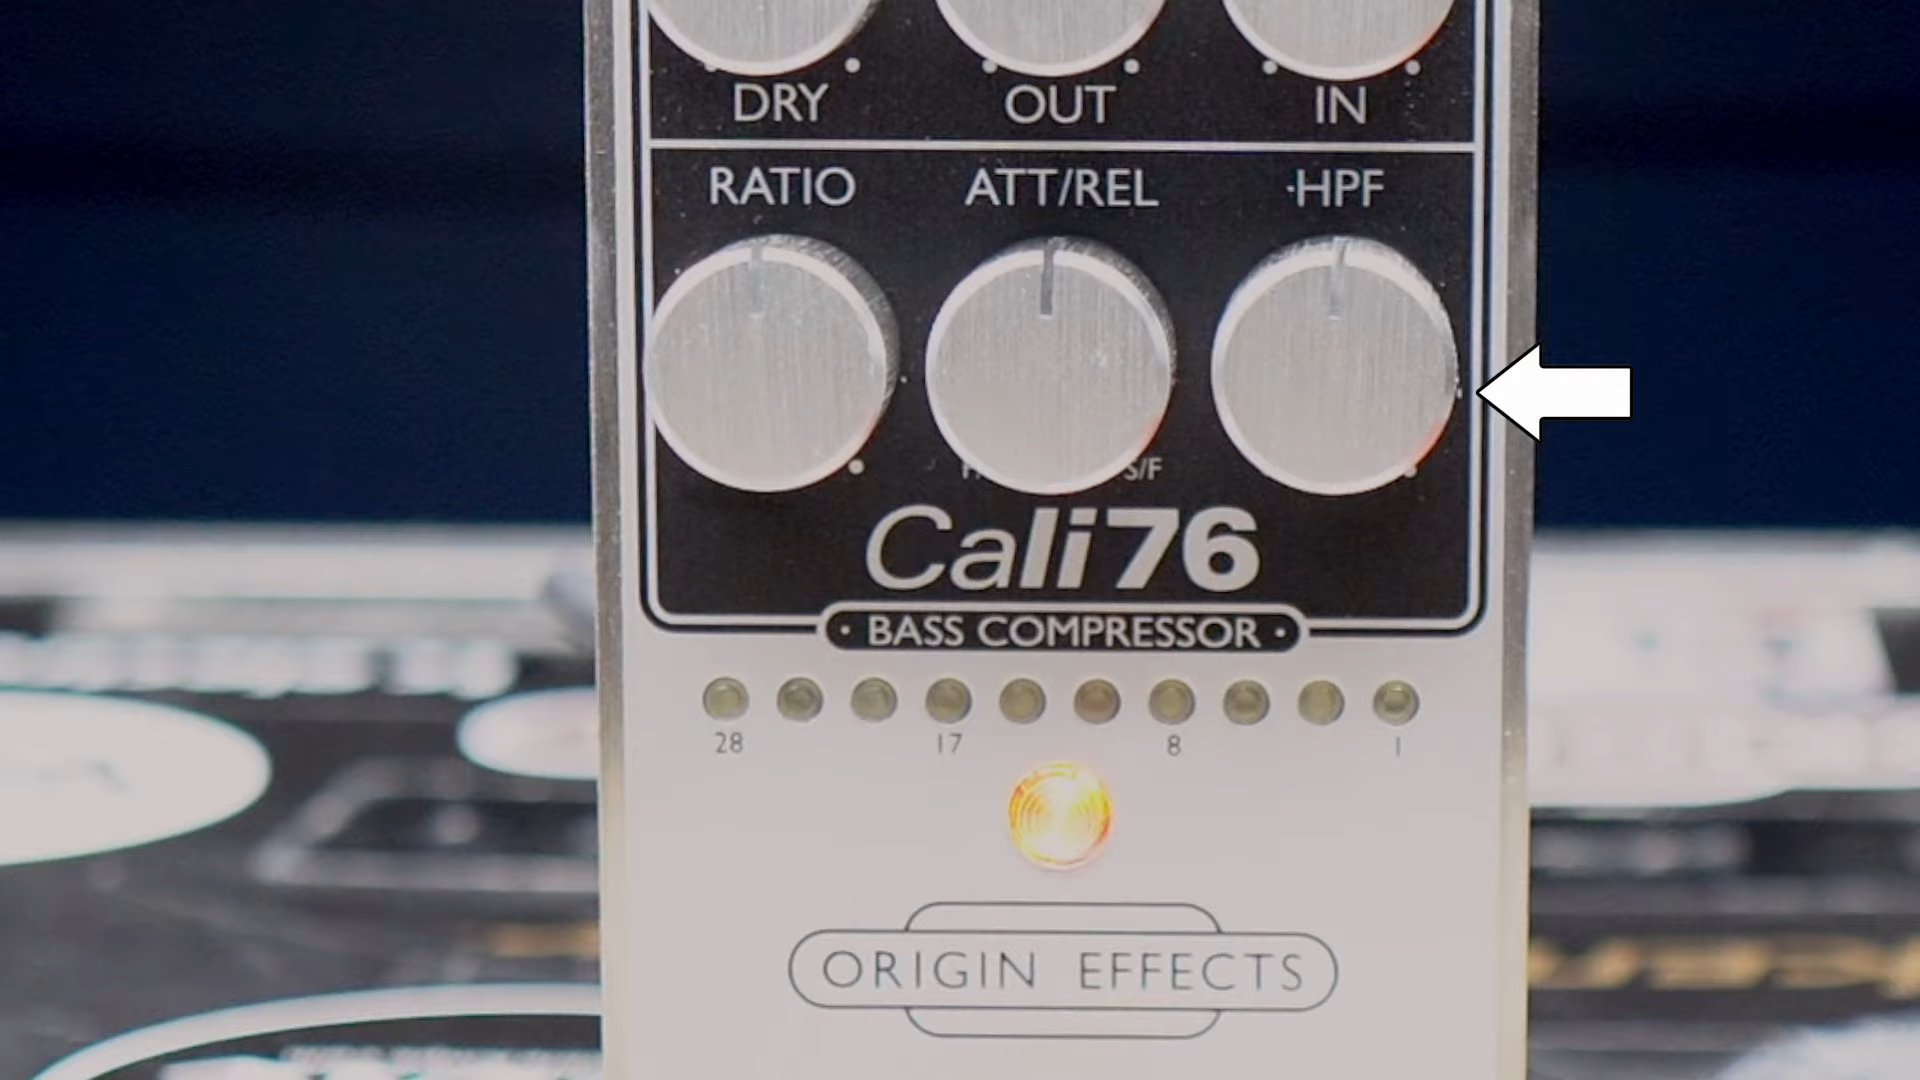 DRY OUT IN
RATIO ATT/REL HPF
S/F
Cali76
• BASS COMPRESSOR •
28 17 8 1
ORIGIN EFFECTS